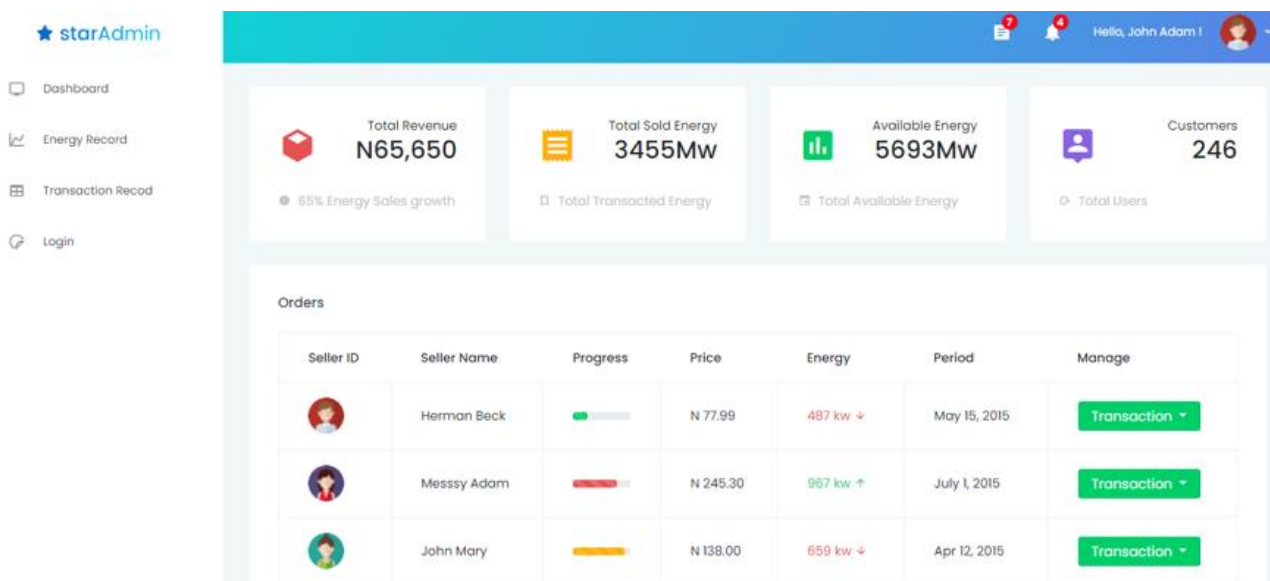 starAdmin
7
4
Hello, John Adam !
Dashboard
Energy Record
Transaction Recod
Login
Total Revenue
N65,650
65% Energy Sales growth
Total Sold Energy
3455Mw
Total Transacted Energy
Available Energy
5693Mw
Total Available Energy
Customers
246
Total Users
Orders
Seller ID Seller Name Progress Price Energy Period Manage
Herman Beck N 77.99 487 kw ↓ May 15, 2015 Transaction
Messsy Adam N 245.30 967 kw ↑ July 1, 2015 Transaction
John Mary N 138.00 659 kw ↓ Apr 12, 2015 Transaction